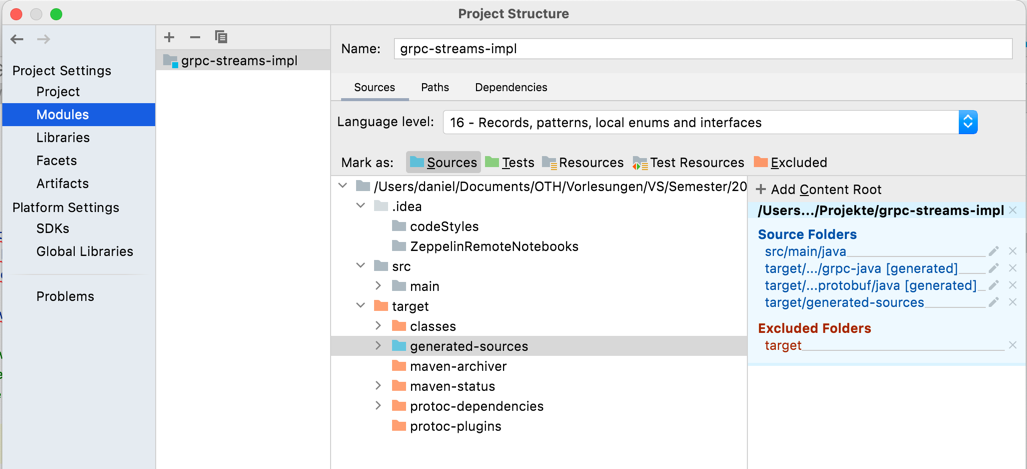 Project Structure
Project Settings
Project
Modules
Libraries
Facets
Artifacts
Platform Settings
SDKs
Global Libraries
Problems
grpc-streams-impl
Name: grpc-streams-impl
Sources Paths Dependencies
Language level: 16 - Records, patterns, local enums and interfaces
Mark as: Sources Tests Resources Test Resources Excluded
/Users/daniel/Documents/OTH/Vorlesungen/VS/Semester/20
.idea
codeStyles
ZeppelinRemoteNotebooks
src
main
target
classes
generated-sources
maven-archiver
maven-status
protoc-dependencies
protoc-plugins
+ Add Content Root
/Users.../Projekte/grpc-streams-impl
Source Folders
src/main/java
target/.../grpc-java [generated]
target/...protobuf/java [generated]
target/generated-sources
Excluded Folders
target